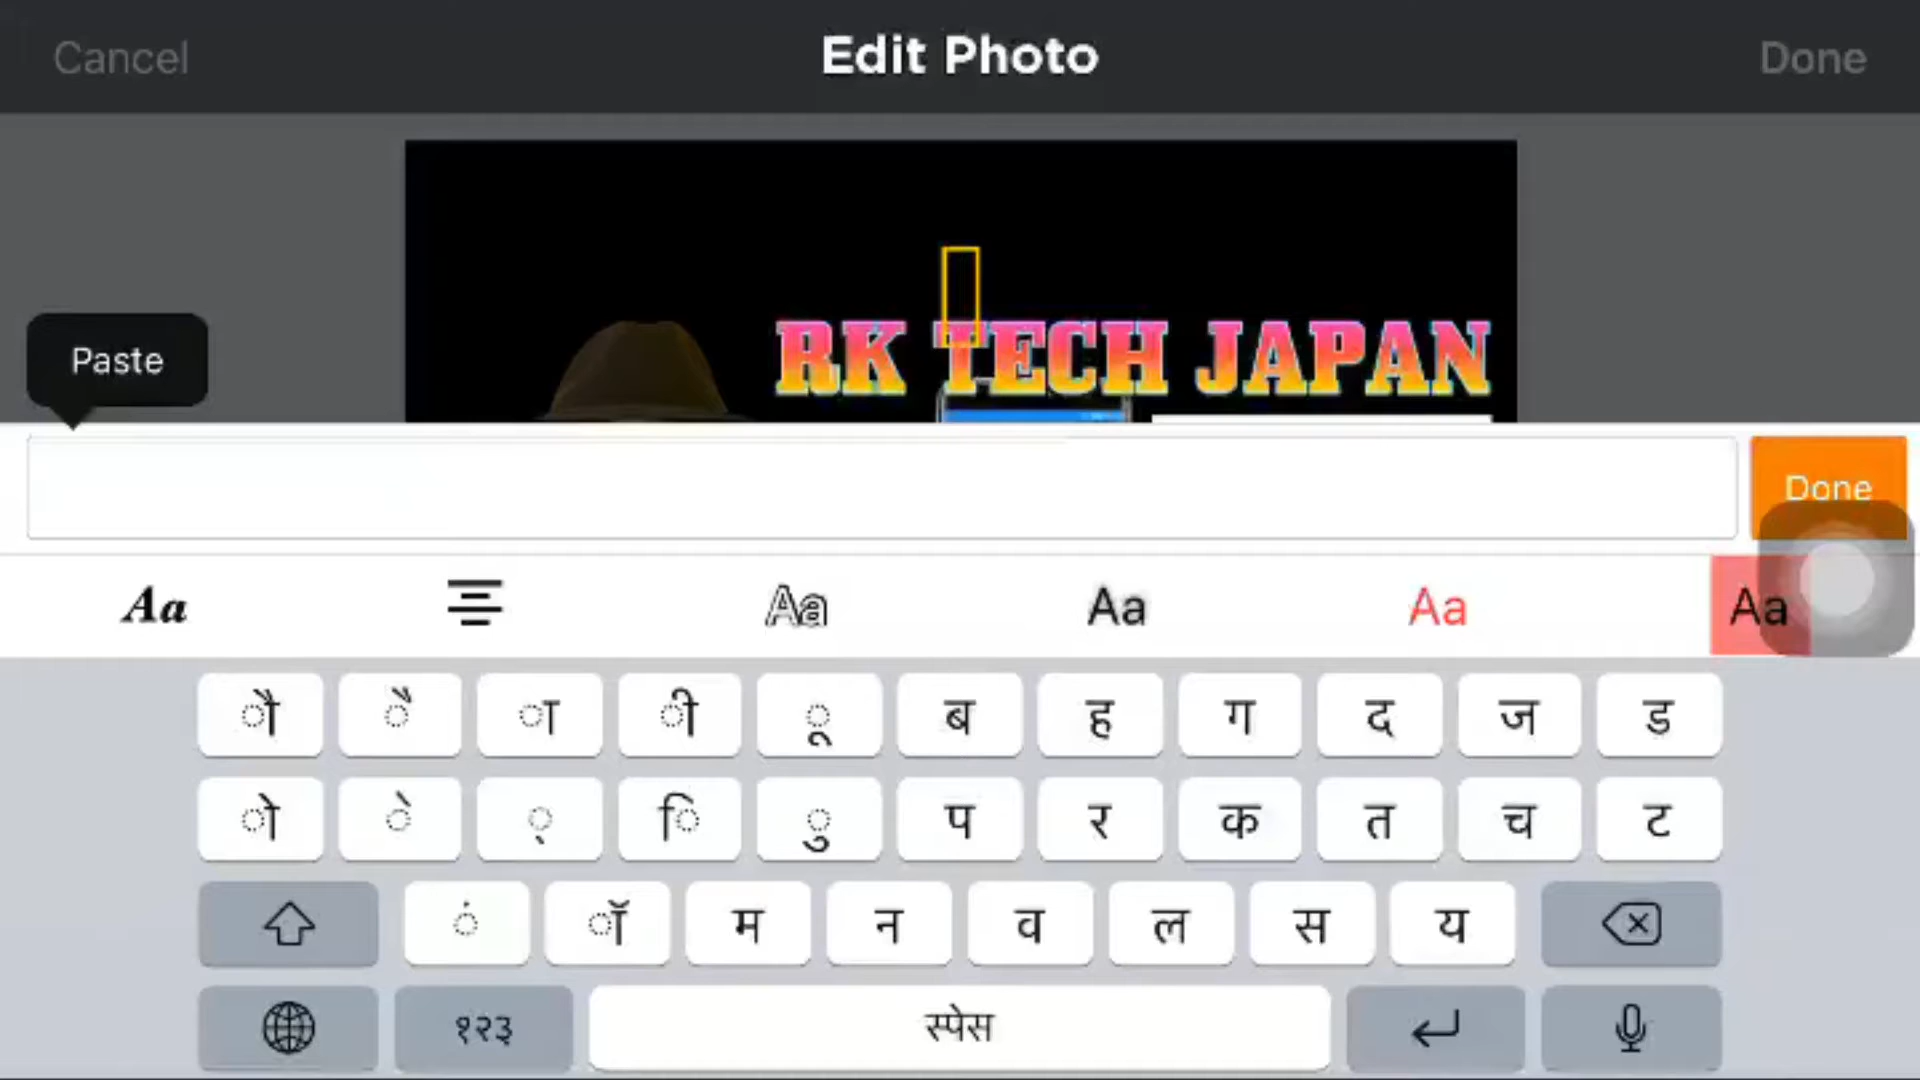 Cancel Edit Photo Done
RK TECH JAPAN
Paste
Done
Aa Aa Aa Aa Aa
ौ ै ा ी ू ब ह ग द ज ड
ो े ् ि ु प र क त च ट
ं ॉ म न व ल स य
१२३ स्पेस